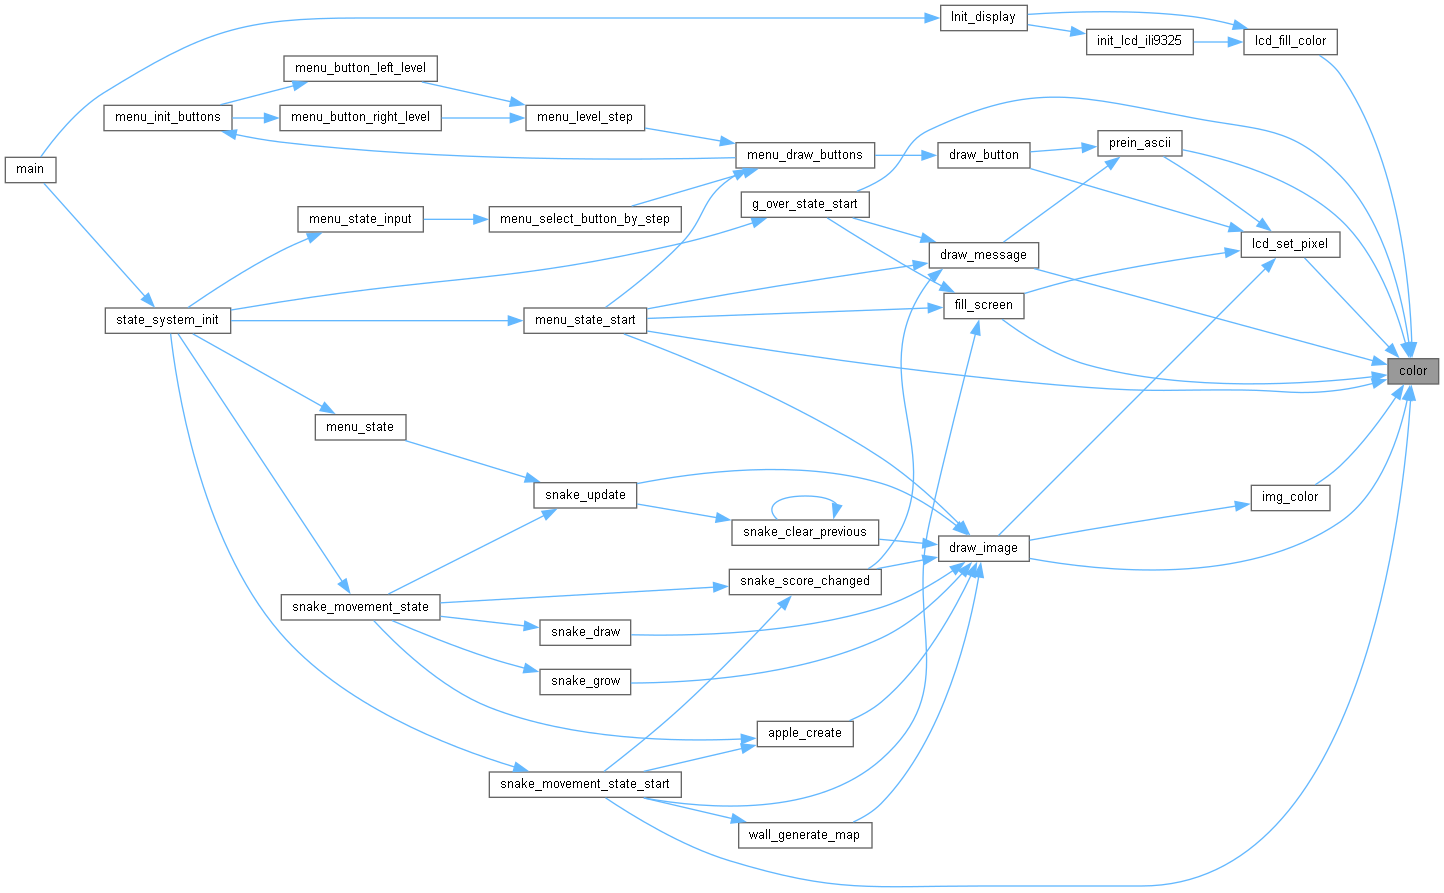 Init_display
init_lcd_ili9325
lcd_fill_color
menu_button_left_level
menu_init_buttons
menu_button_right_level
menu_level_step
main
menu_draw_buttons
draw_button
prein_ascii
menu_state_input
menu_select_button_by_step
g_over_state_start
draw_message
lcd_set_pixel
fill_screen
state_system_init
menu_state_start
color
menu_state
snake_update
img_color
snake_clear_previous
draw_image
snake_score_changed
snake_movement_state
snake_draw
snake_grow
apple_create
snake_movement_state_start
wall_generate_map